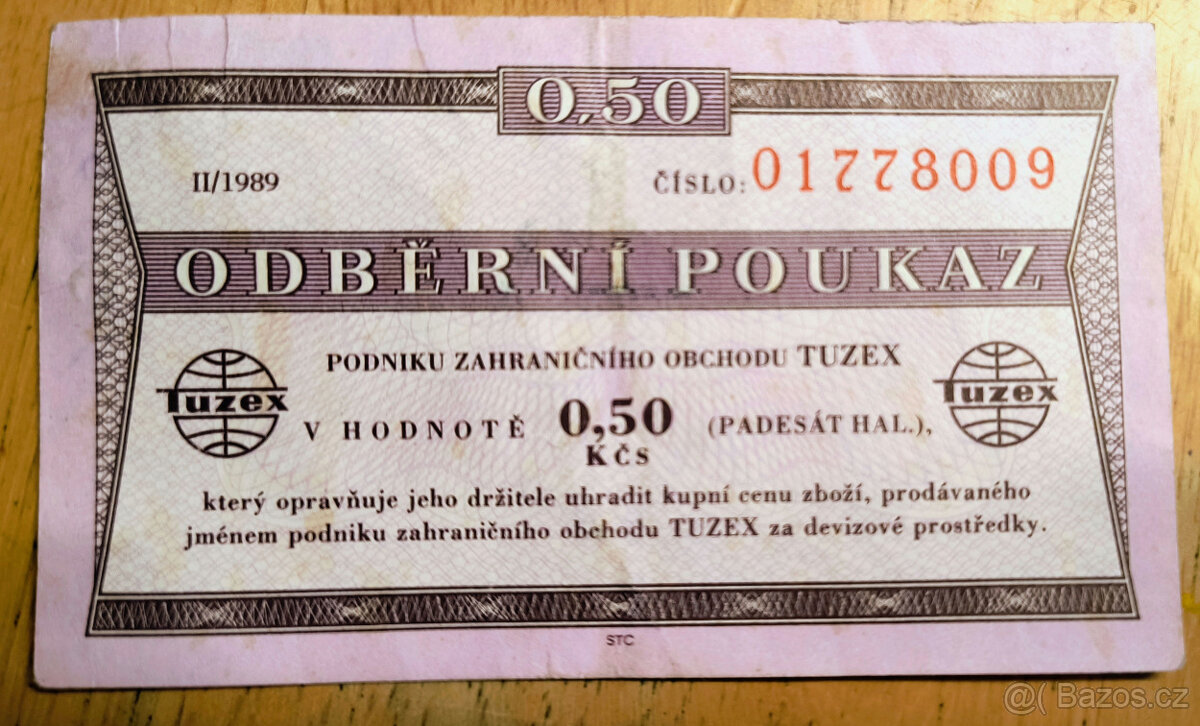 0,50
II/1989
ČÍSLO: 01778009
ODBĚRNÍ POUKAZ
PODNIKU ZAHRANIČNÍHO OBCHODU TUZEX
Tuzex
Tuzex
V HODNOTĚ 0,50 (PADESÁT HAL.),
KČS
který opravňuje jeho držitele uhradit kupní cenu zboží, prodávaného
jménem podniku zahraničního obchodu TUZEX za devizové prostředky.
STC
@( Bazos.cz